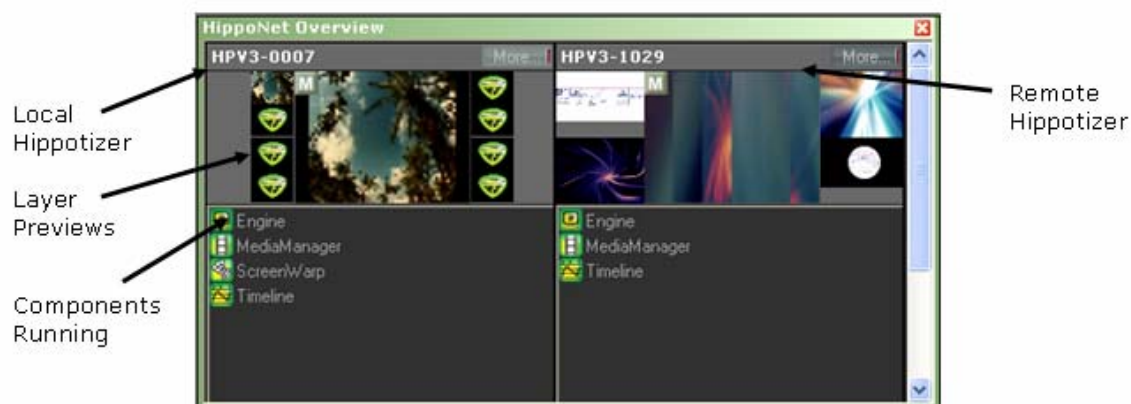 HippoNet Overview
HPV3-0007 More...
HPV3-1029 More...
M
M
Local
Hippotizer
Layer
Previews
Components
Running
Remote
Hippotizer
Engine
MediaManager
ScreenWarp
Timeline
Engine
MediaManager
Timeline